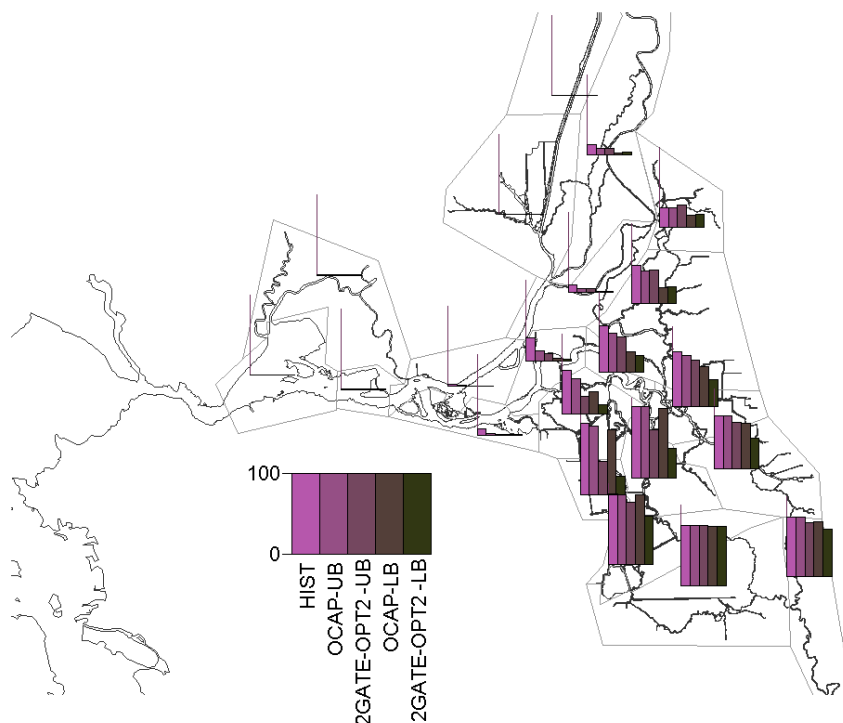 100
0
HIST
OCAP-UB
2GATE-OPT2 -UB
OCAP-LB
2GATE-OPT2 -LB